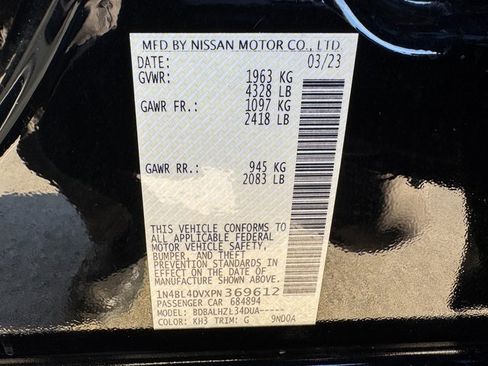 MFD BY NISSAN MOTOR CO., LTD
DATE: 03/23
GVWR: 1963 KG
4328 LB
GAWR FR.: 1097 KG
2418 LB
GAWR RR.: 945 KG
2083 LB
THIS VEHICLE CONFORMS TO
ALL APPLICABLE FEDERAL
MOTOR VEHICLE SAFETY,
BUMPER, AND THEFT
PREVENTION STANDARDS IN
EFFECT ON THE DATE OF
MANUFACTURE SHOWN ABOVE.
1N4BL4DVXPN369612
PASSENGER CAR 684894
MODEL: BDBALHZL34DUA-----
COLOR: KH3 TRIM: G 9ND0A